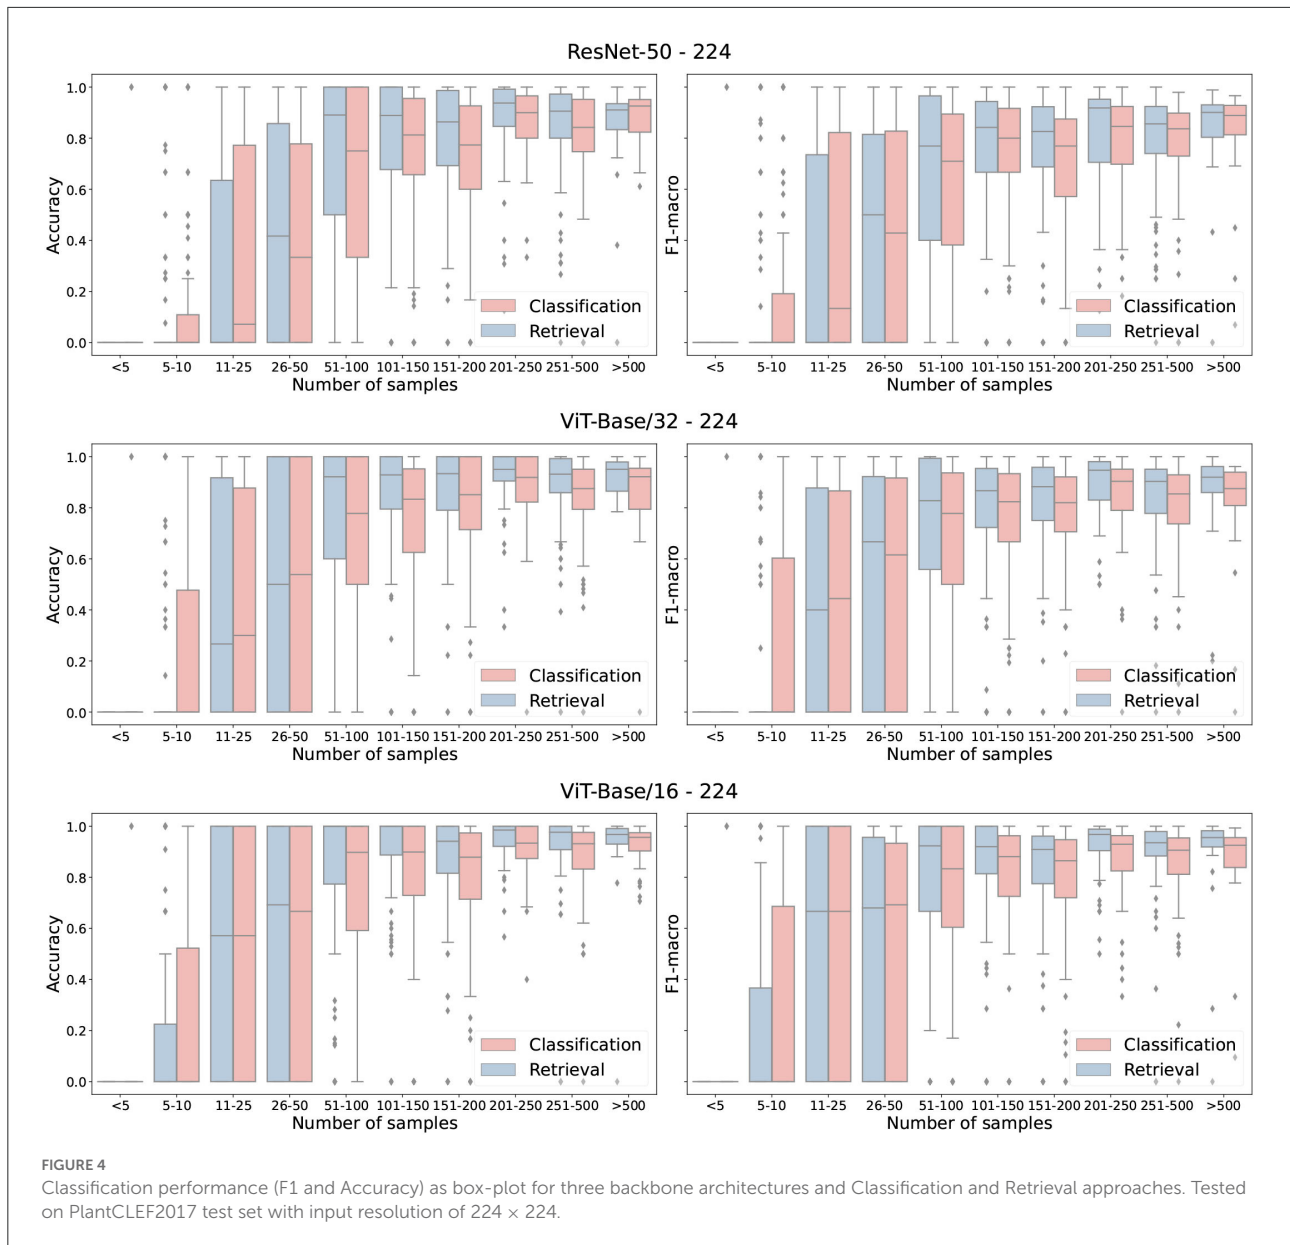 ResNet-50 - 224
1.0
0.8
0.6
0.4
0.2
0.0
Accuracy
<5 5-10 11-25 26-50 51-100 101-150 151-200 201-250 251-500 >500
Number of samples
Classification
Retrieval
F1-macro
<5 5-10 11-25 26-50 51-100 101-150 151-200 201-250 251-500 >500
Number of samples
Classification
Retrieval
ViT-Base/32 - 224
1.0
0.8
0.6
0.4
0.2
0.0
Accuracy
<5 5-10 11-25 26-50 51-100 101-150 151-200 201-250 251-500 >500
Number of samples
Classification
Retrieval
F1-macro
<5 5-10 11-25 26-50 51-100 101-150 151-200 201-250 251-500 >500
Number of samples
Classification
Retrieval
ViT-Base/16 - 224
1.0
0.8
0.6
0.4
0.2
0.0
Accuracy
<5 5-10 11-25 26-50 51-100 101-150 151-200 201-250 251-500 >500
Number of samples
Classification
Retrieval
F1-macro
<5 5-10 11-25 26-50 51-100 101-150 151-200 201-250 251-500 >500
Number of samples
Classification
Retrieval
FIGURE 4
Classification performance (F1 and Accuracy) as box-plot for three backbone architectures and Classification and Retrieval approaches. Tested
on PlantCLEF2017 test set with input resolution of 224 × 224.